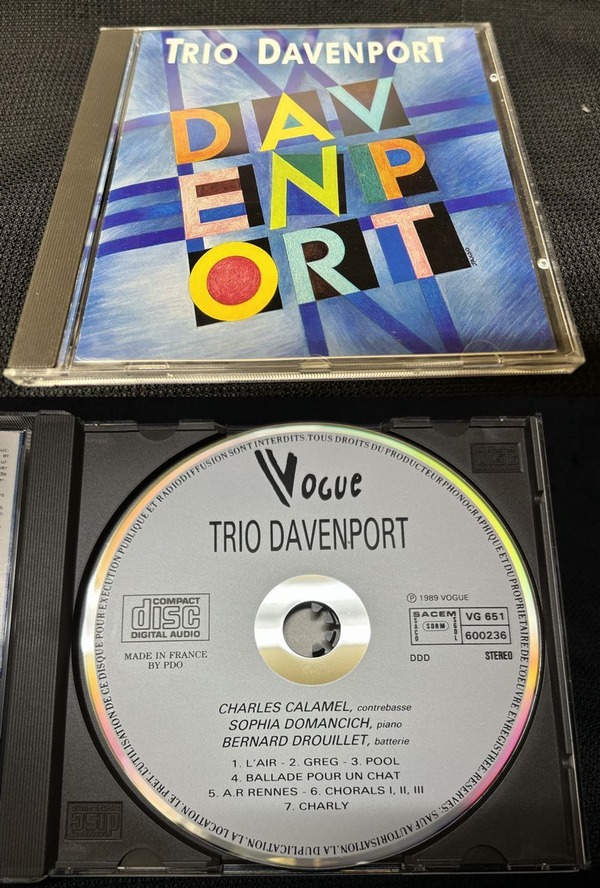 TRIO DAVENPORT
DAV
ENP
ORT
L'UTILISATION DE CE DISQUE POUR EXECUTION PUBLIQUE ET RADIODIFFUSION SONT INTERDITS. TOUS DROITS DU PRODUCTEUR PHONOGRAPHIQUE ET DU PROPRIETAIRE DE L'OEUVRE ENREGISTREE RESERVES. SAUF AUTORISATION, LA DUPLICATION, LA LOCATION, LE PRET,
VOGUE
TRIO DAVENPORT
COMPACT
disc
DIGITAL AUDIO
MADE IN FRANCE
BY PDO
Ⓟ 1989 VOGUE
SACEM
SACD
SDRM
SGDL
VG 651
600236
DDD
STEREO
CHARLES CALAMEL, contrebasse
SOPHIA DOMANCICH, piano
BERNARD DROUILLET, batterie
1. L'AIR - 2. GREG - 3. POOL
4. BALLADE POUR UN CHAT
5. A.R RENNES - 6. CHORALS I, II, III
7. CHARLY